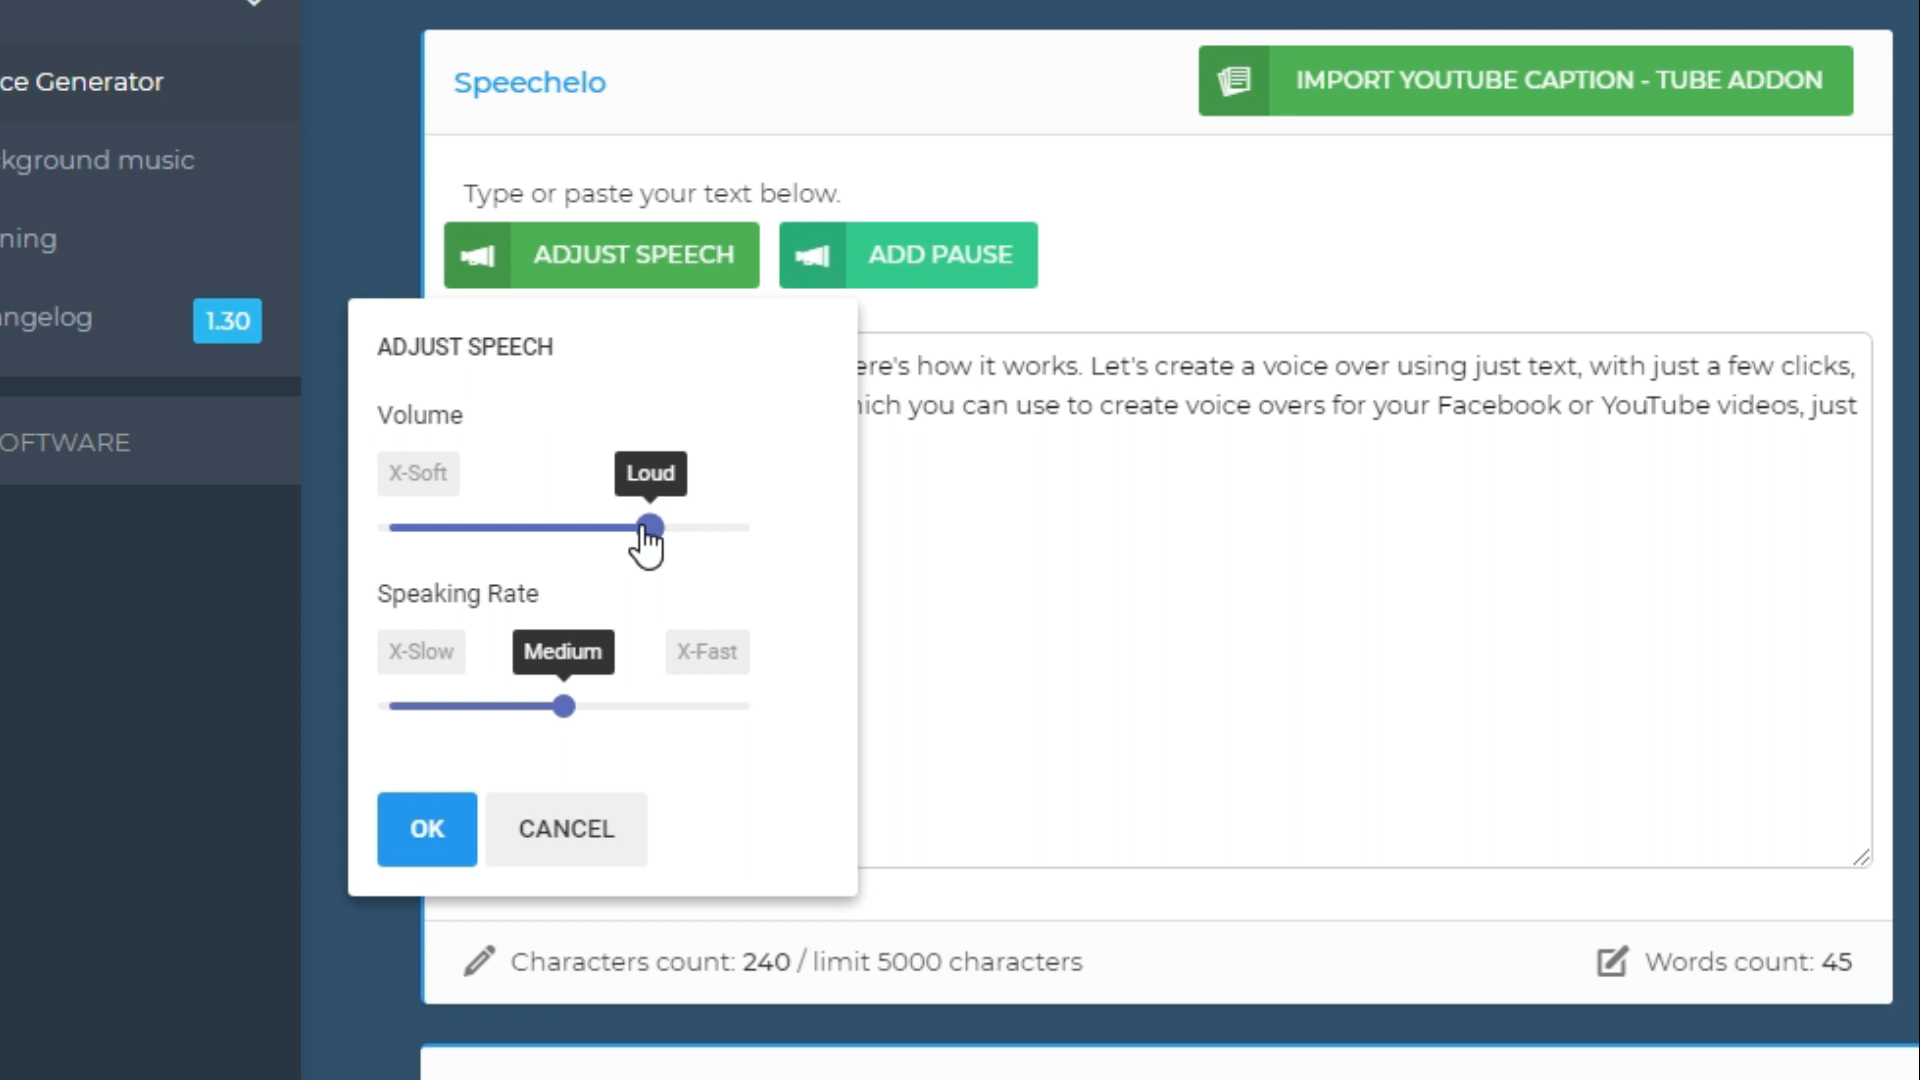 ce Generator
kground music
ning
angelog
1.30
OFTWARE
Speechelo
IMPORT YOUTUBE CAPTION - TUBE ADDON
Type or paste your text below.
ADJUST SPEECH
ADD PAUSE
ere's how it works. Let's create a voice over using just text, with just a few clicks,
hich you can use to create voice overs for your Facebook or YouTube videos, just
ADJUST SPEECH
Volume
X-Soft
Loud
Speaking Rate
X-Slow
Medium
X-Fast
OK
CANCEL
Characters count: 240 / limit 5000 characters
Words count: 45